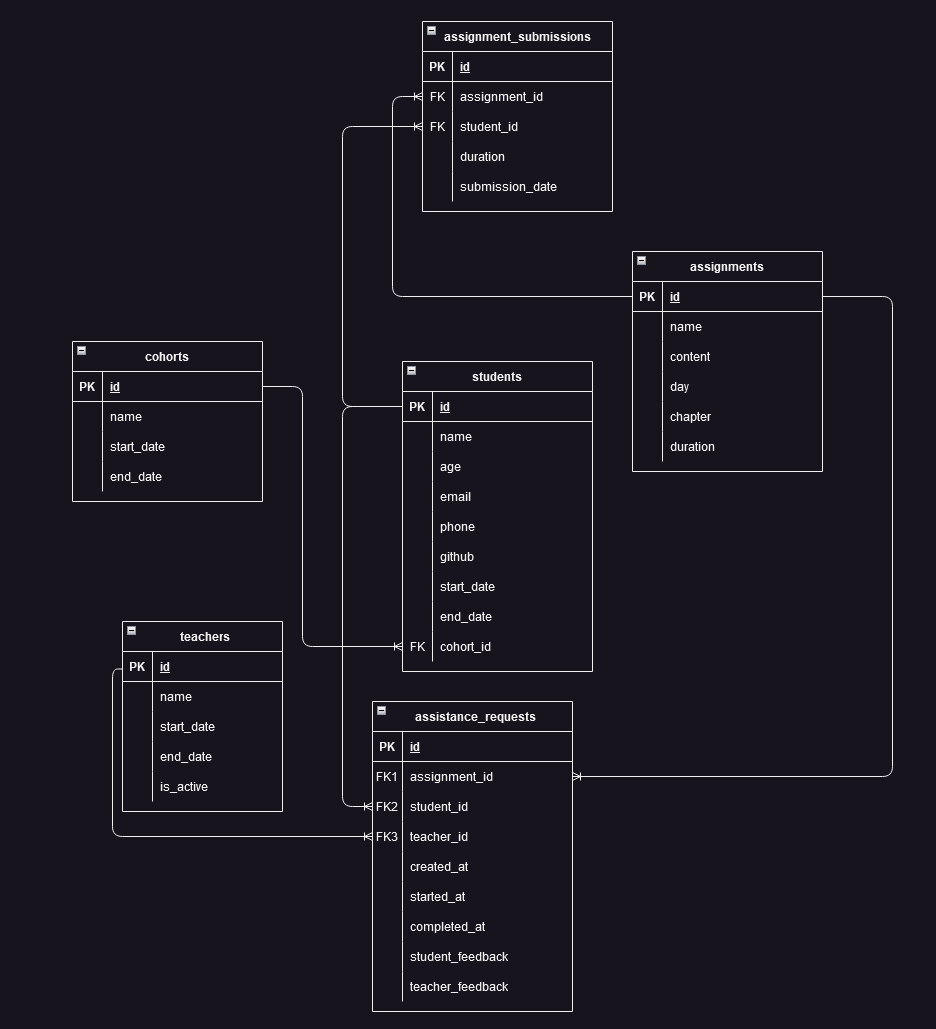 assignment_submissions
PK id
FK assignment_id
FK student_id
duration
submission_date
assignments
PK id
name
content
day
chapter
duration
cohorts
PK id
name
start_date
end_date
students
PK id
name
age
email
phone
github
start_date
end_date
FK cohort_id
teachers
PK id
name
start_date
end_date
is_active
assistance_requests
PK id
FK1 assignment_id
FK2 student_id
FK3 teacher_id
created_at
started_at
completed_at
student_feedback
teacher_feedback